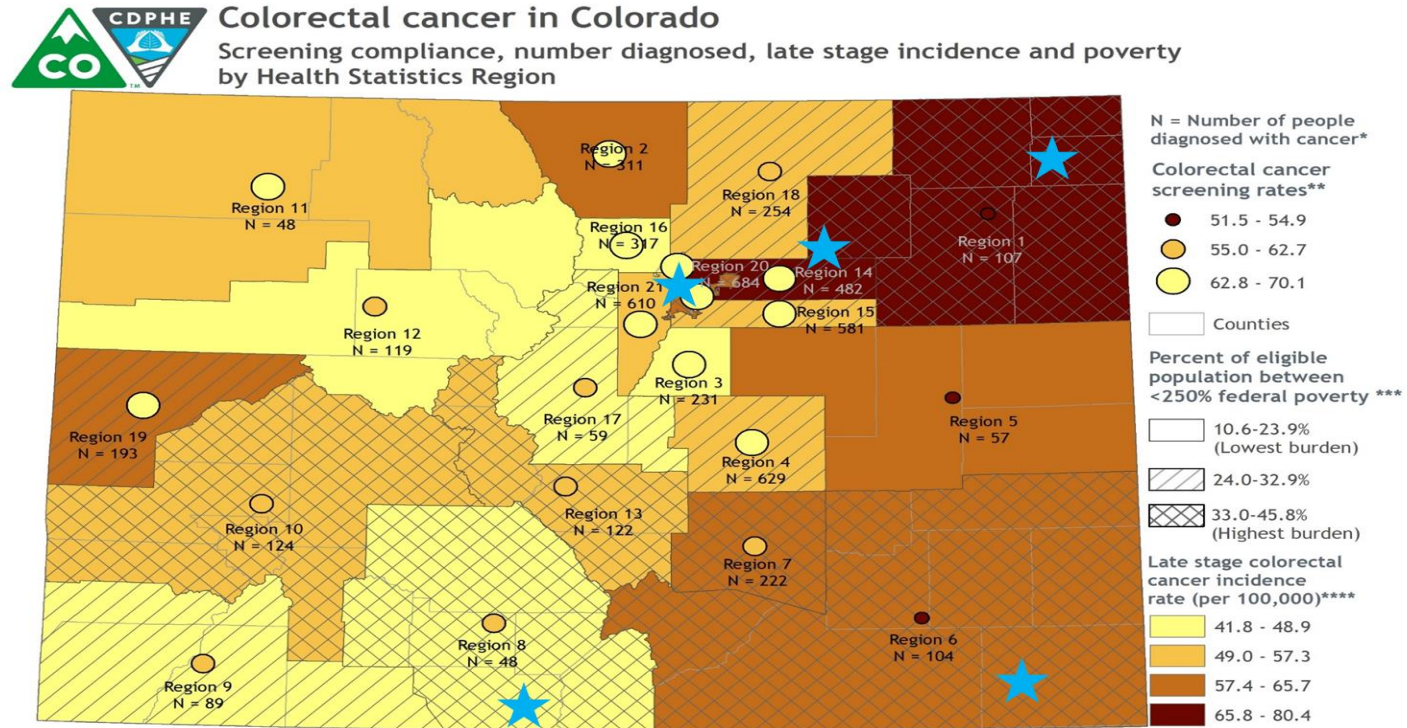 CDPHE
CO
TM
Colorectal cancer in Colorado
Screening compliance, number diagnosed, late stage incidence and poverty
by Health Statistics Region
N = Number of people
diagnosed with cancer*
Colorectal cancer
screening rates**
51.5 - 54.9
55.0 - 62.7
62.8 - 70.1
Counties
Percent of eligible
population between
<250% federal poverty ***
10.6-23.9%
(Lowest burden)
24.0-32.9%
33.0-45.8%
(Highest burden)
Late stage colorectal
cancer incidence
rate (per 100,000)****
41.8 - 48.9
49.0 - 57.3
57.4 - 65.7
65.8 - 80.4
Region 2
N = 311
Region 11
N = 48
Region 18
N = 254
Region 16
N = 317
Region 1
N = 107
Region 20
N = 684
Region 14
N = 482
Region 21
N = 610
Region 15
N = 581
Region 12
N = 119
Region 3
N = 231
Region 17
N = 59
Region 5
N = 57
Region 19
N = 193
Region 4
N = 629
Region 10
N = 124
Region 13
N = 122
Region 7
N = 222
Region 8
N = 48
Region 6
N = 104
Region 9
N = 89